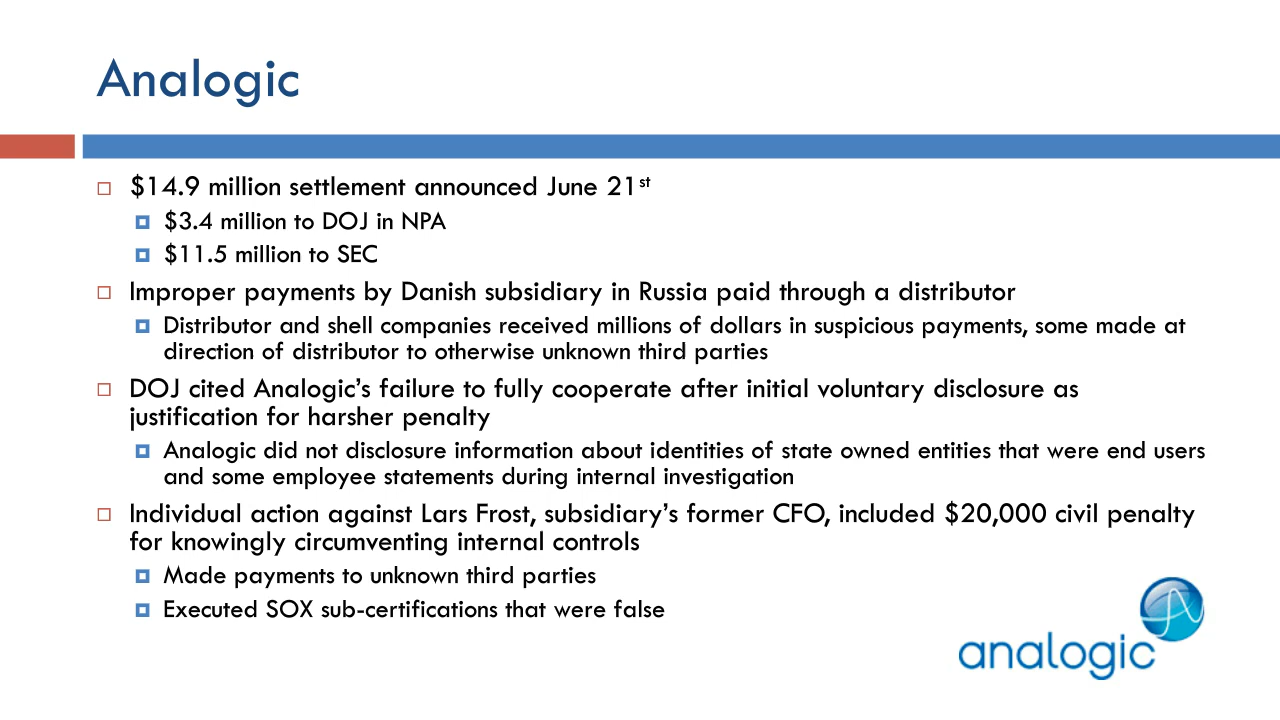 Analogic
$14.9 million settlement announced June 21st
$3.4 million to DOJ in NPA
$11.5 million to SEC
Improper payments by Danish subsidiary in Russia paid through a distributor
Distributor and shell companies received millions of dollars in suspicious payments, some made at
direction of distributor to otherwise unknown third parties
DOJ cited Analogic’s failure to fully cooperate after initial voluntary disclosure as
justification for harsher penalty
Analogic did not disclosure information about identities of state owned entities that were end users
and some employee statements during internal investigation
Individual action against Lars Frost, subsidiary’s former CFO, included $20,000 civil penalty
for knowingly circumventing internal controls
Made payments to unknown third parties
Executed SOX sub-certifications that were false
analogic